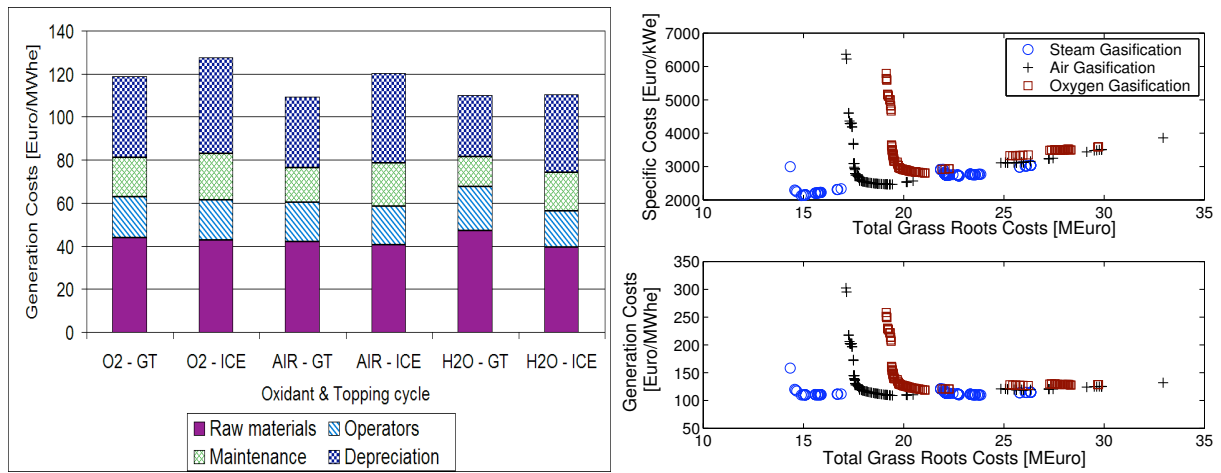 Generation Costs [Euro/MWhe]
140
120
100
80
60
40
20
0
O2 - GT O2 - ICE AIR - GT AIR - ICE H2O - GT H2O - ICE
Oxidant & Topping cycle
Raw materials Operators
Maintenance Depreciation
Specific Costs [Euro/kWe]
7000
6000
5000
4000
3000
2000
Steam Gasification
Air Gasification
Oxygen Gasification
10 15 20 25 30 35
Total Grass Roots Costs [MEuro]
Generation Costs
[Euro/MWhe]
350
300
250
200
150
100
50
10 15 20 25 30 35
Total Grass Roots Costs [MEuro]